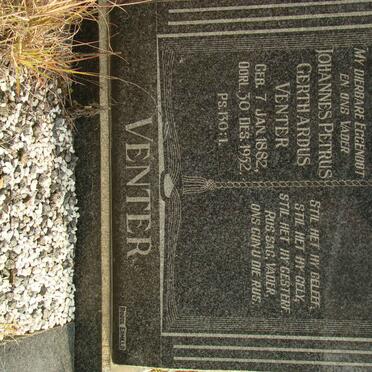 MY DIERBARE EGGENOOT
EN ONS VADER
JOHANNES PETRUS
GERTHARDUS
VENTER
GEB. 7. JAN. 1882.
OORL. 30. DES. 1952.
PS. 150:1.
STIL HET HY GELEEF,
STIL HET HY GELY,
STIL HET HY GESTERF.
RUS SAG, VADER,
ONS GUN U DIE RUS.
VENTER